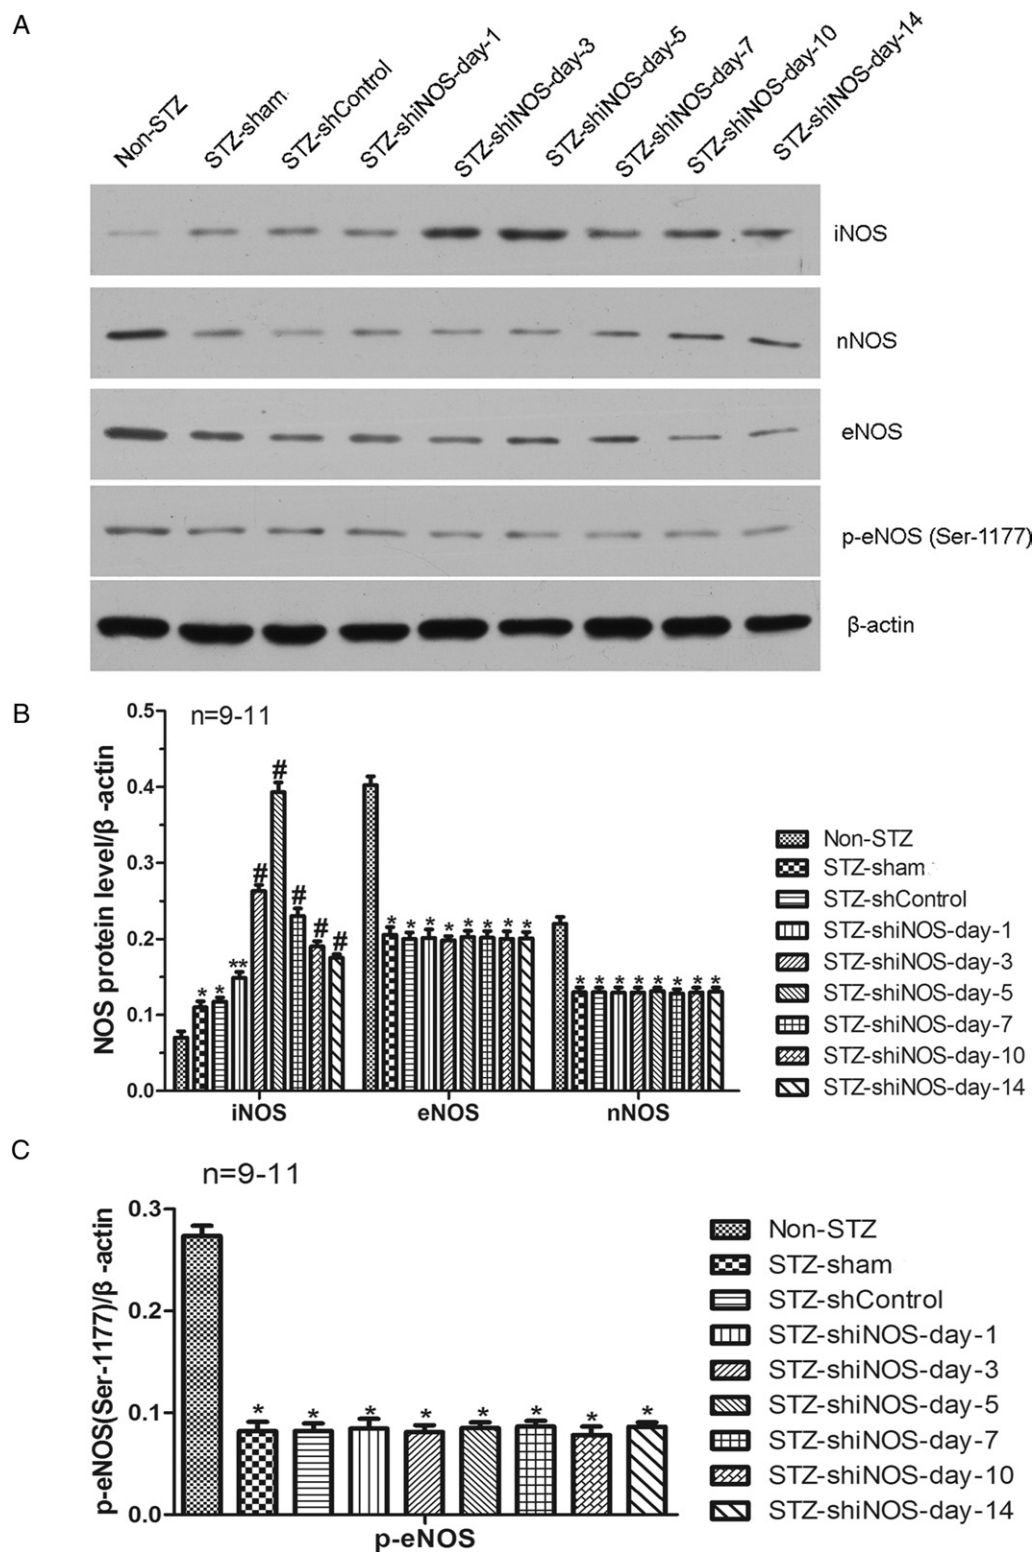 A
Non-STZ
STZ-sham
STZ-shControl
STZ-shiNOS-day-1
STZ-shiNOS-day-3
STZ-shiNOS-day-5
STZ-shiNOS-day-7
STZ-shiNOS-day-10
STZ-shiNOS-day-14
iNOS
nNOS
eNOS
p-eNOS (Ser-1177)
β-actin
B
n=9-11
NOS protein level/β -actin
0.5
0.4
0.3
0.2
0.1
0.0
* * ** # # # # #
* * * * * * * *
* * * * * * * *
iNOS eNOS nNOS
Non-STZ
STZ-sham
STZ-shControl
STZ-shiNOS-day-1
STZ-shiNOS-day-3
STZ-shiNOS-day-5
STZ-shiNOS-day-7
STZ-shiNOS-day-10
STZ-shiNOS-day-14
C
n=9-11
p-eNOS(Ser-1177)/β -actin
0.3
0.2
0.1
0.0
* * * * * * * *
p-eNOS
Non-STZ
STZ-sham
STZ-shControl
STZ-shiNOS-day-1
STZ-shiNOS-day-3
STZ-shiNOS-day-5
STZ-shiNOS-day-7
STZ-shiNOS-day-10
STZ-shiNOS-day-14